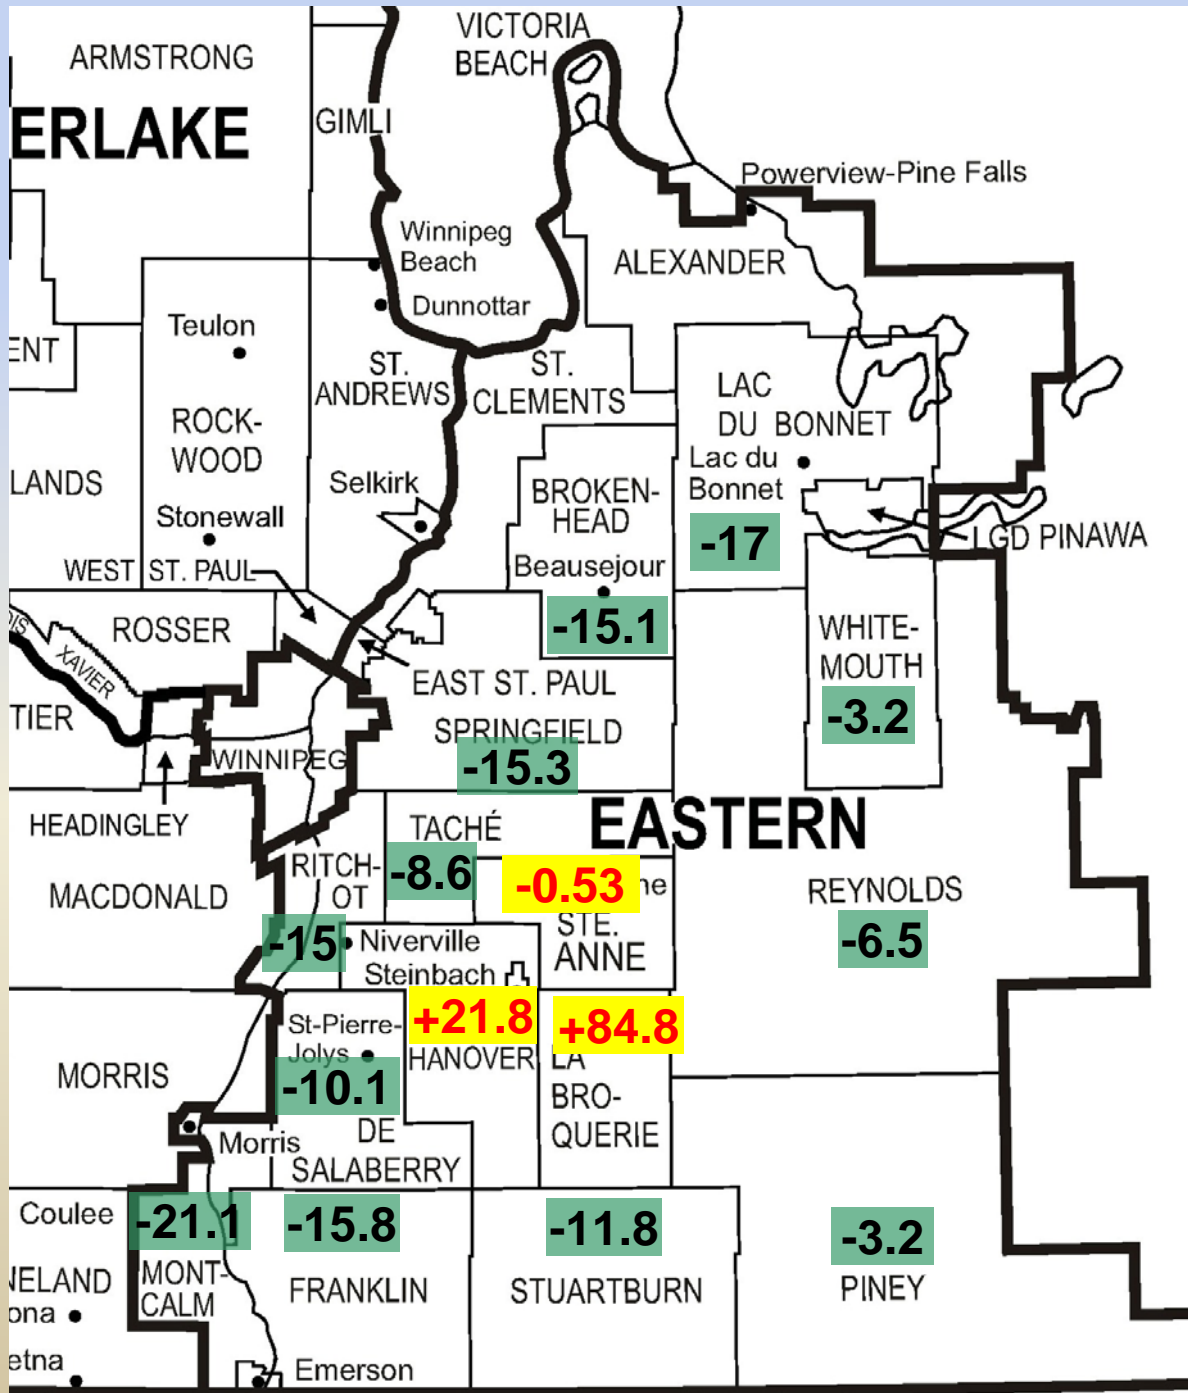 VICTORIA
BEACH
ARMSTRONG
ERLAKE
GIMLI
Powerview-Pine Falls
Winnipeg
Beach
ALEXANDER
Dunnottar
Teulon
ENT
ST.
ANDREWS
ST.
CLEMENTS
LAC
DU BONNET
ROCK-
WOOD
Lac du
Bonnet
LANDS
Selkirk
BROKEN-
HEAD
Stonewall
-17
LGD PINAWA
WEST ST. PAUL
Beausejour
-15.1
ROSSER
WHITE-
MOUTH
XAVIER
EAST ST. PAUL
-3.2
TIER
SPRINGFIELD
WINNIPEG
-15.3
HEADINGLEY
TACHÉ
EASTERN
RITCH-
OT
-8.6
-0.53
ne
MACDONALD
REYNOLDS
STE.
ANNE
-15
Niverville
-6.5
Steinbach
St-Pierre-
Jolys
+21.8
+84.8
HANOVER
LA
BRO-
QUERIE
MORRIS
-10.1
Morris
DE
SALABERRY
Coulee
-21.1
-15.8
-11.8
-3.2
NELAND
MONT-
CALM
FRANKLIN
STUARTBURN
PINEY
ona
etna
Emerson